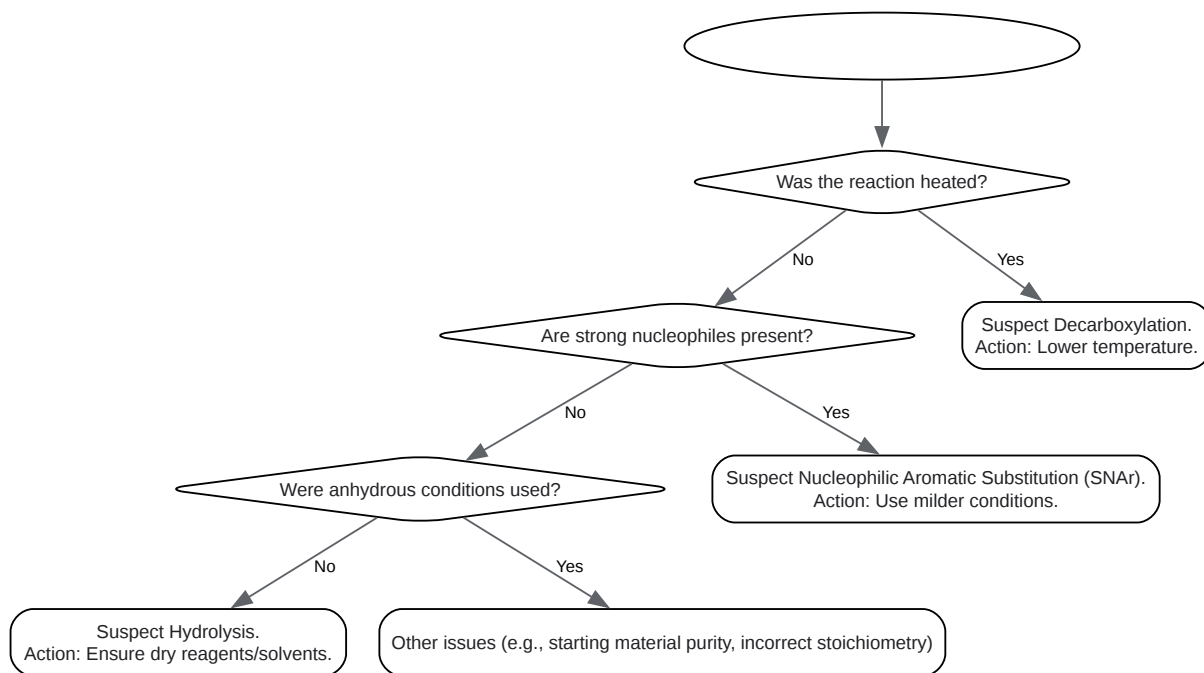 Was the reaction heated?
No
Yes
Are strong nucleophiles present?
Suspect Decarboxylation.
Action: Lower temperature.
No
Yes
Were anhydrous conditions used?
Suspect Nucleophilic Aromatic Substitution (SNAr).
Action: Use milder conditions.
No
Yes
Suspect Hydrolysis.
Action: Ensure dry reagents/solvents.
Other issues (e.g., starting material purity, incorrect stoichiometry)